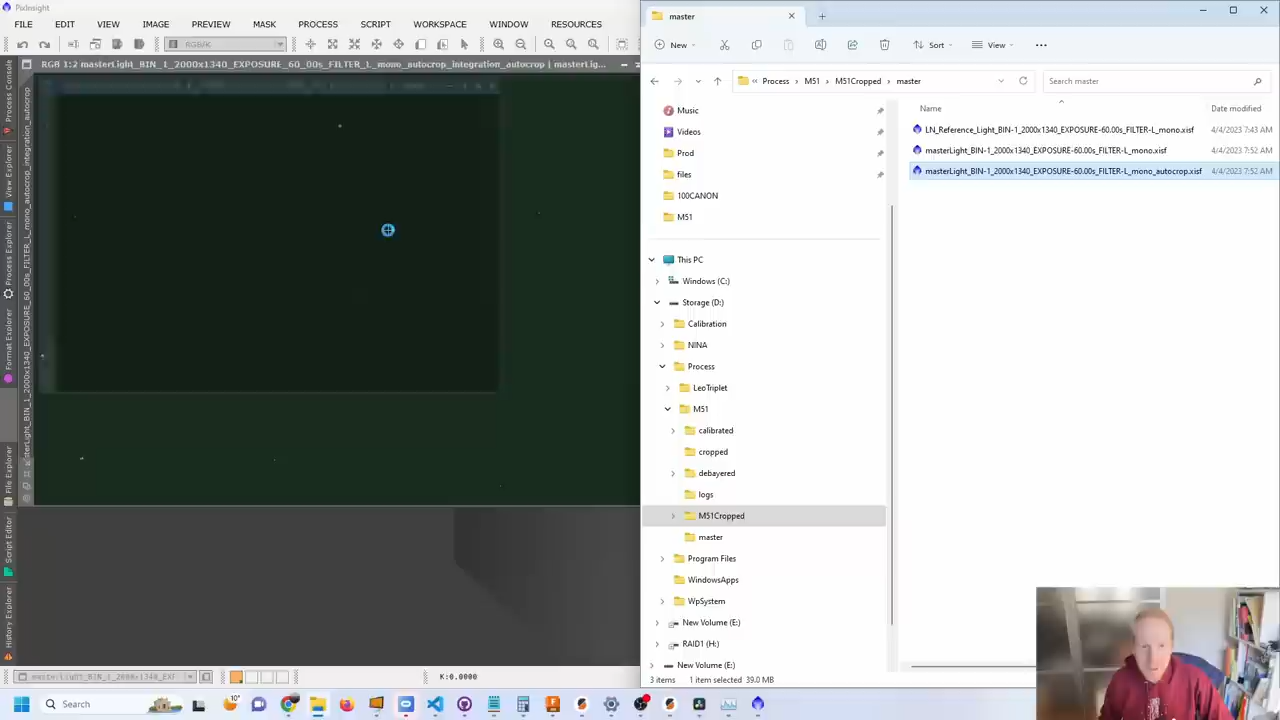 PixInsight
FILE EDIT VIEW IMAGE PREVIEW MASK PROCESS SCRIPT WORKSPACE WINDOW RESOURCES
RGB/K
RGB 1:2 masterLight_BIN_1_2000x1340_EXPOSURE_60_00s_FILTER_L_mono_autocrop_integration_autocrop | masterLig...
Process Console
View Explorer
Process Explorer
Format Explorer
File Explorer
Script Editor
History Explorer
K:0.0000
master
New
Sort
View
Process
M51
M51Cropped
master
Search master
Name
Date modified
LN_Reference_Light_BIN-1_2000x1340_EXPOSURE-60.00s_FILTER-L_mono.xisf 4/4/2023 7:43 AM
masterLight_BIN-1_2000x1340_EXPOSURE-60.00s_FILTER-L_mono.xisf 4/4/2023 7:52 AM
masterLight_BIN-1_2000x1340_EXPOSURE-60.00s_FILTER-L_mono_autocrop.xisf 4/4/2023 7:52 AM
Music
Videos
Prod
files
100CANON
M51
This PC
Windows (C:)
Storage (D:)
Calibration
NINA
Process
LeoTriplet
M51
calibrated
cropped
debayered
logs
M51Cropped
master
Program Files
WindowsApps
WpSystem
New Volume (E:)
RAID1 (H:)
New Volume (E:)
3 items 1 item selected 39.0 MB
Search
10°